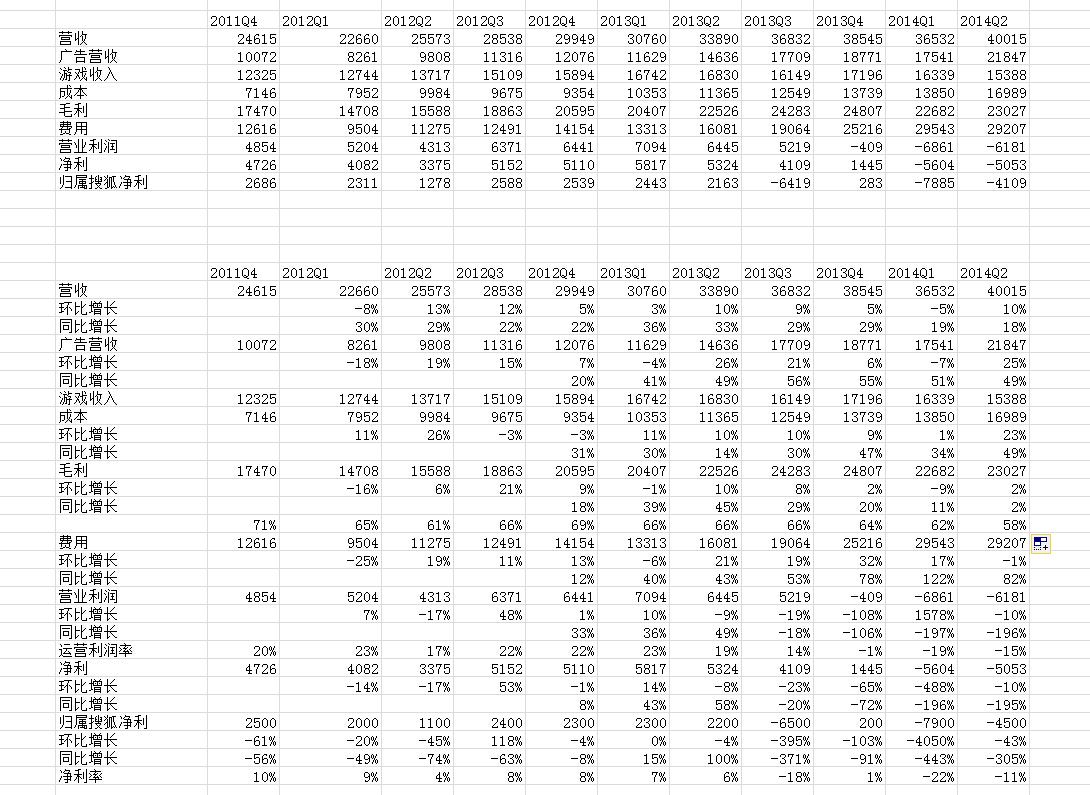 2011Q4 2012Q1 2012Q2 2012Q3 2012Q4 2013Q1 2013Q2 2013Q3 2013Q4 2014Q1 2014Q2
营收 24615 22660 25573 28538 29949 30760 33890 36832 38545 36532 40015
广告营收 10072 8261 9808 11316 12076 11629 14636 17709 18771 17541 21847
游戏收入 12325 12744 13717 15109 15894 16742 16830 16149 17196 16339 15388
成本 7146 7952 9984 9675 9354 10353 11365 12549 13739 13850 16989
毛利 17470 14708 15588 18863 20595 20407 22526 24283 24807 22682 23027
费用 12616 9504 11275 12491 14154 13313 16081 19064 25216 29543 29207
营业利润 4854 5204 4313 6371 6441 7094 6445 5219 -409 -6861 -6181
净利 4726 4082 3375 5152 5110 5817 5324 4109 1445 -5604 -5053
归属搜狐净利 2686 2311 1278 2588 2539 2443 2163 -6419 283 -7885 -4109
2011Q4 2012Q1 2012Q2 2012Q3 2012Q4 2013Q1 2013Q2 2013Q3 2013Q4 2014Q1 2014Q2
营收 24615 22660 25573 28538 29949 30760 33890 36832 38545 36532 40015
环比增长 -8% 13% 12% 5% 3% 10% 9% 5% -5% 10%
同比增长 30% 29% 22% 22% 36% 33% 29% 29% 19% 18%
广告营收 10072 8261 9808 11316 12076 11629 14636 17709 18771 17541 21847
环比增长 -18% 19% 15% 7% -4% 26% 21% 6% -7% 25%
同比增长 20% 41% 49% 56% 55% 51% 49%
游戏收入 12325 12744 13717 15109 15894 16742 16830 16149 17196 16339 15388
成本 7146 7952 9984 9675 9354 10353 11365 12549 13739 13850 16989
环比增长 11% 26% -3% -3% 11% 10% 10% 9% 1% 23%
同比增长 31% 30% 14% 30% 47% 34% 49%
毛利 17470 14708 15588 18863 20595 20407 22526 24283 24807 22682 23027
环比增长 -16% 6% 21% 9% -1% 10% 8% 2% -9% 2%
同比增长 18% 39% 45% 29% 20% 11% 2%
71% 65% 61% 66% 69% 66% 66% 66% 64% 62% 58%
费用 12616 9504 11275 12491 14154 13313 16081 19064 25216 29543 29207
环比增长 -25% 19% 11% 13% -6% 21% 19% 32% 17% -1%
同比增长 12% 40% 43% 53% 78% 122% 82%
营业利润 4854 5204 4313 6371 6441 7094 6445 5219 -409 -6861 -6181
环比增长 7% -17% 48% 1% 10% -9% -19% -108% 1578% -10%
同比增长 33% 36% 49% -18% -106% -197% -196%
运营利润率 20% 23% 17% 22% 22% 23% 19% 14% -1% -19% -15%
净利 4726 4082 3375 5152 5110 5817 5324 4109 1445 -5604 -5053
环比增长 -14% -17% 53% -1% 14% -8% -23% -65% -488% -10%
同比增长 8% 43% 58% -20% -72% -196% -195%
归属搜狐净利 2500 2000 1100 2400 2300 2300 2200 -6500 200 -7900 -4500
环比增长 -61% -20% -45% 118% -4% 0% -4% -395% -103% -4050% -43%
同比增长 -56% -49% -74% -63% -8% 15% 100% -371% -91% -443% -305%
净利率 10% 9% 4% 8% 8% 7% 6% -18% 1% -22% -11%